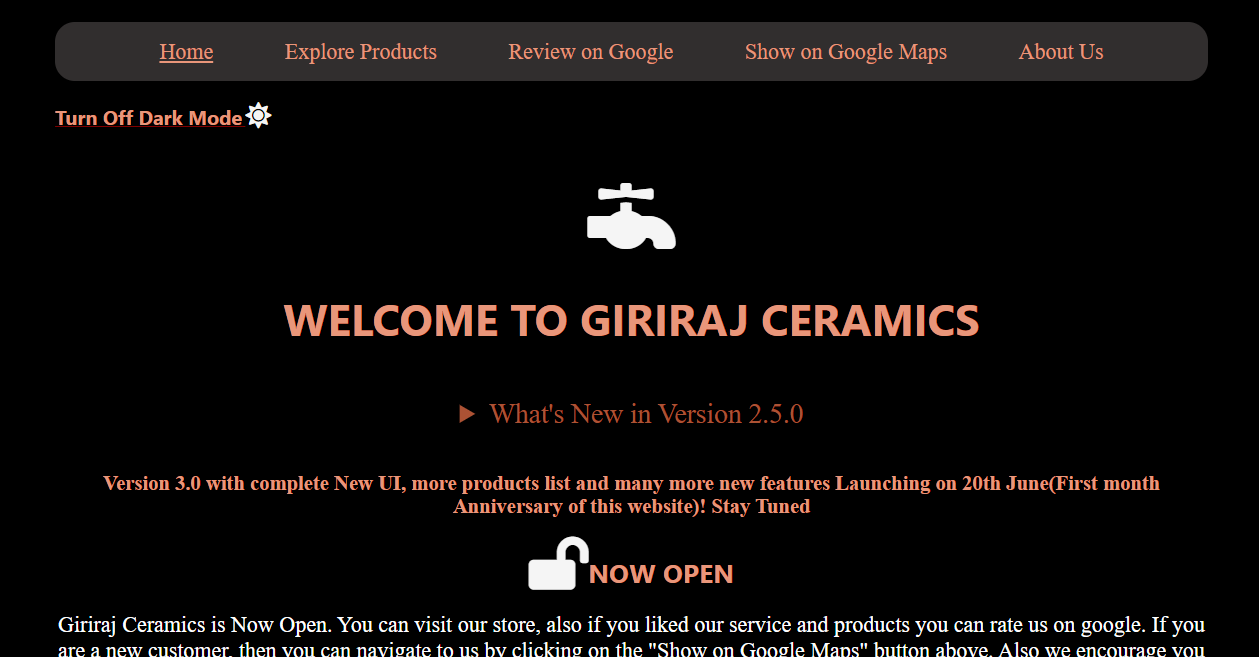 Home Explore Products Review on Google Show on Google Maps About Us
Turn Off Dark Mode
WELCOME TO GIRIRAJ CERAMICS
What's New in Version 2.5.0
Version 3.0 with complete New UI, more products list and many more new features Launching on 20th June(First month
Anniversary of this website)! Stay Tuned
NOW OPEN
Giriraj Ceramics is Now Open. You can visit our store, also if you liked our service and products you can rate us on google. If you
are a new customer, then you can navigate to us by clicking on the "Show on Google Maps" button above. Also we encourage you